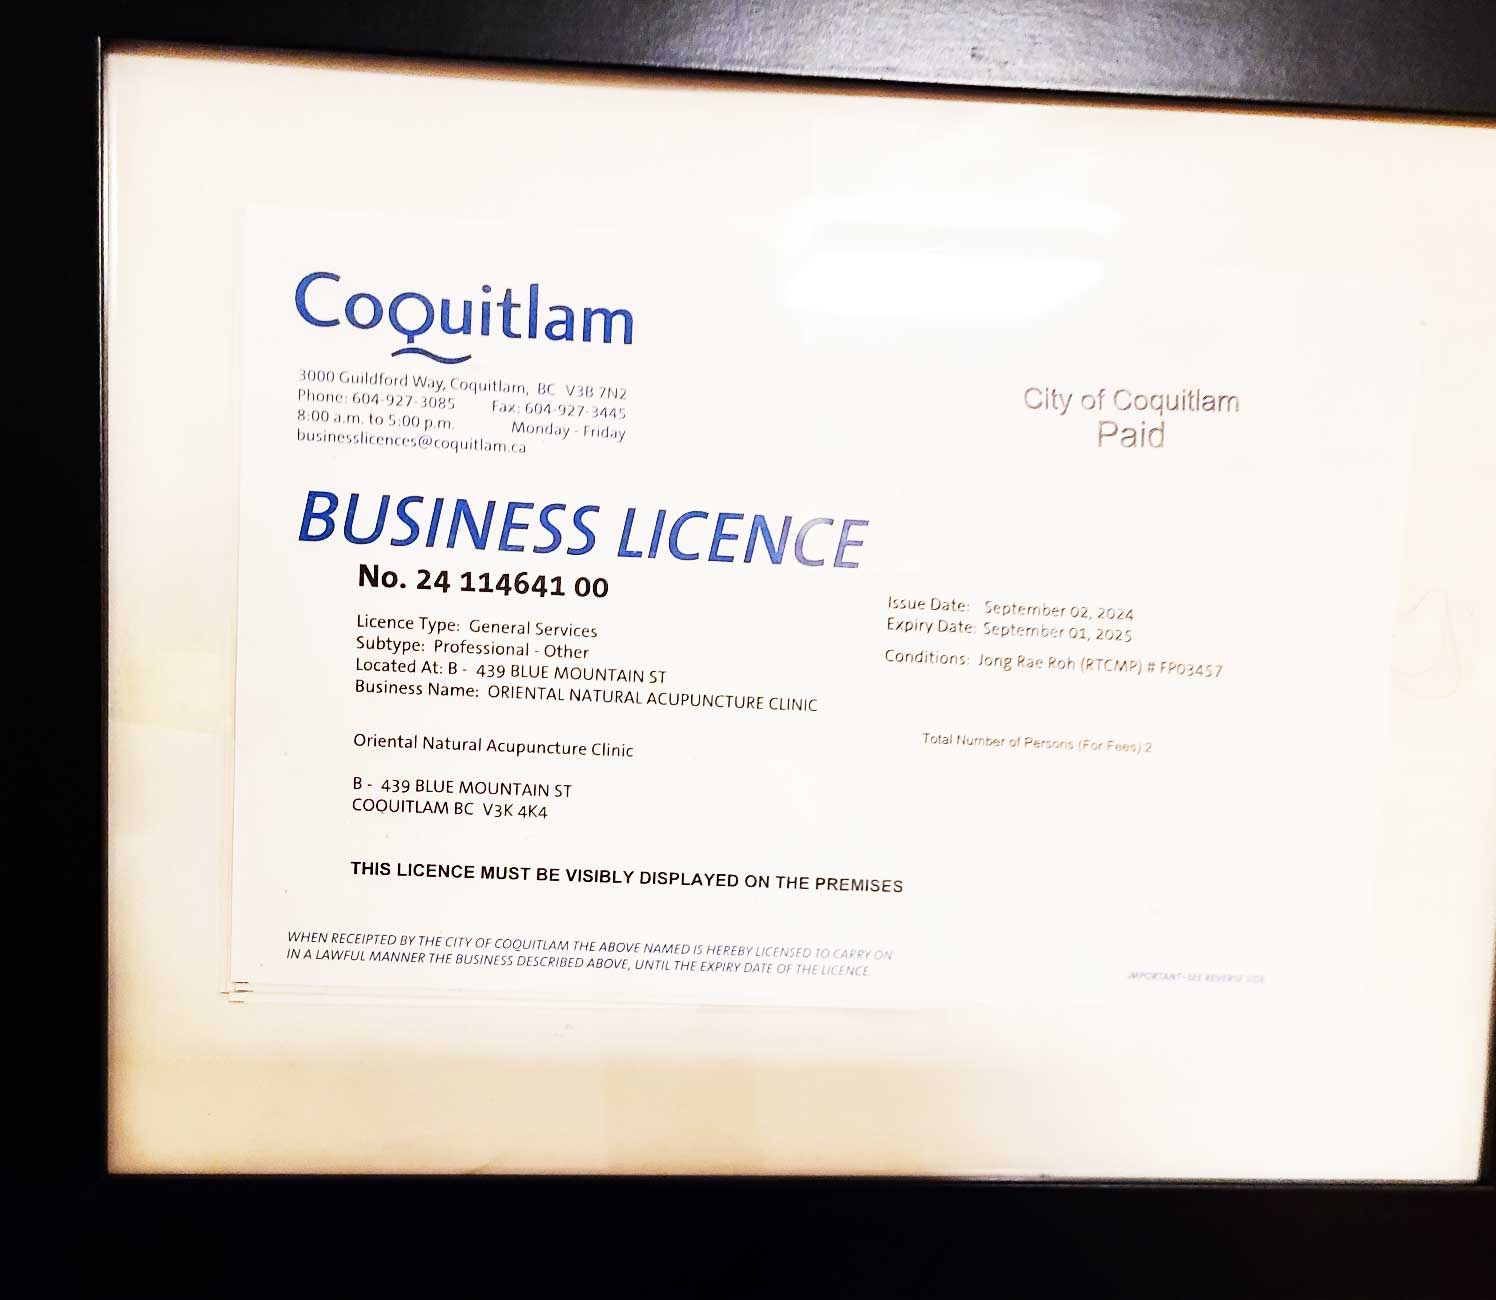 CoQuitlam
3000 Guildford Way, Coquitlam, BC V3B 7N2
Phone: 604-927-3085 Fax: 604-927-3445
8:00 a.m. to 5:00 p.m. Monday - Friday
businesslicences@coquitlam.ca
City of Coquitlam
Paid
BUSINESS LICENCE
No. 24 114641 00
Licence Type: General Services
Subtype: Professional - Other
Located At: B - 439 BLUE MOUNTAIN ST
Business Name: ORIENTAL NATURAL ACUPUNCTURE CLINIC
Issue Date: September 02, 2024
Expiry Date: September 01, 2025
Conditions: Jong Rae Roh (RTCMP) # FP03457
Oriental Natural Acupuncture Clinic
Total Number of Persons (For Fees) 2
B - 439 BLUE MOUNTAIN ST
COQUITLAM BC V3K 4K4
THIS LICENCE MUST BE VISIBLY DISPLAYED ON THE PREMISES
WHEN RECEIPTED BY THE CITY OF COQUITLAM THE ABOVE NAMED IS HEREBY LICENSED TO CARRY ON
IN A LAWFUL MANNER THE BUSINESS DESCRIBED ABOVE, UNTIL THE EXPIRY DATE OF THE LICENCE.
IMPORTANT-SEE REVERSE SIDE